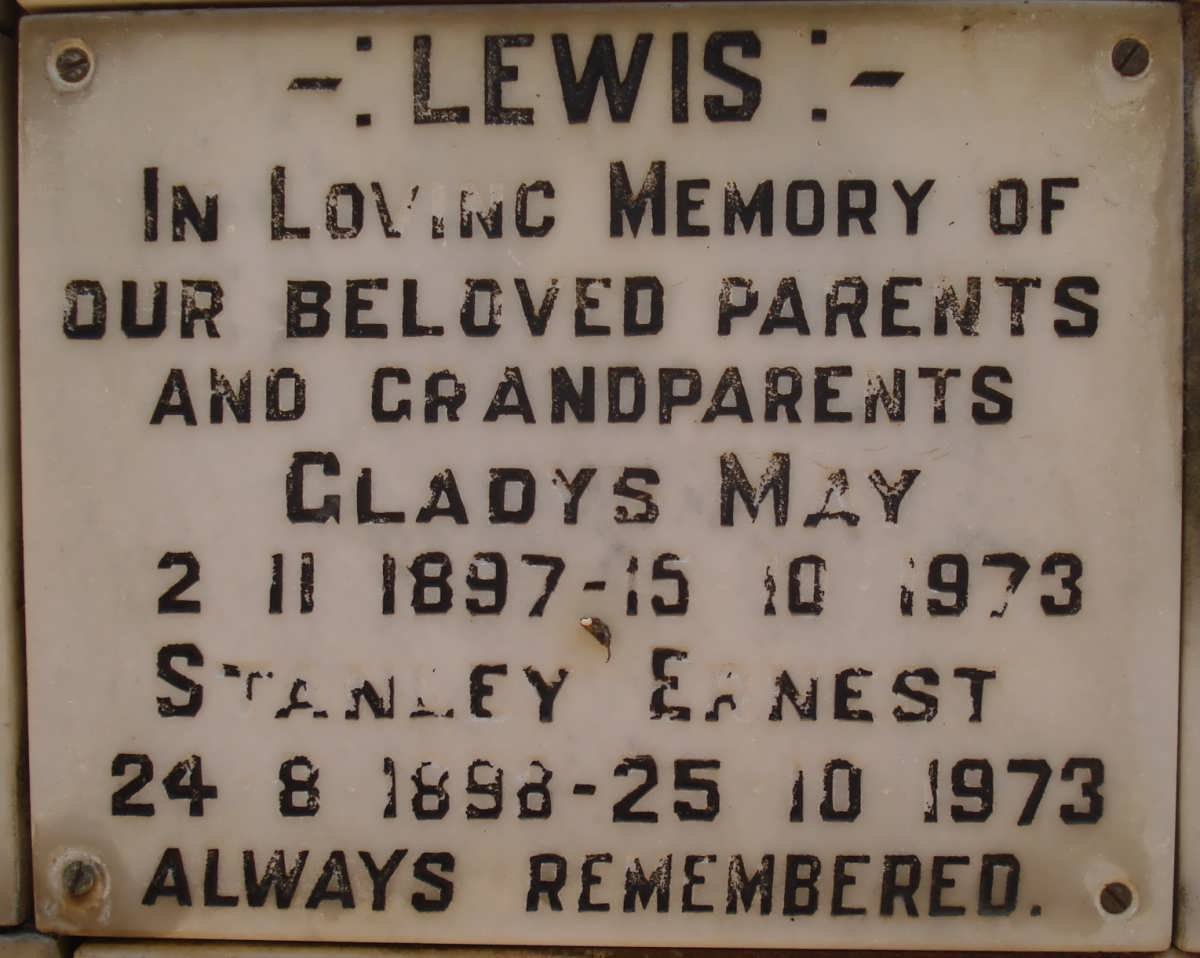 -: LEWIS :-
IN LOVING MEMORY OF
OUR BELOVED PARENTS
AND GRANDPARENTS
GLADYS MAY
2 11 1897-15 10 1973
STANLEY ERNEST
24 8 1898-25 10 1973
ALWAYS REMEMBERED.